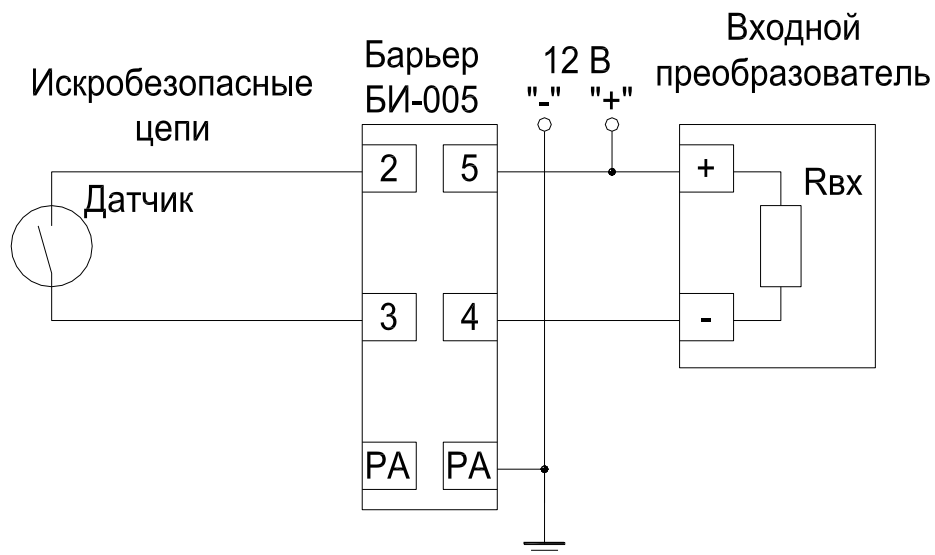 Искробезопасные
цепи
Барьер
БИ-005
12 В
"-" "+"
Входной
преобразователь
Датчик
2
5
+
Rвх
3
4
-
PA
PA